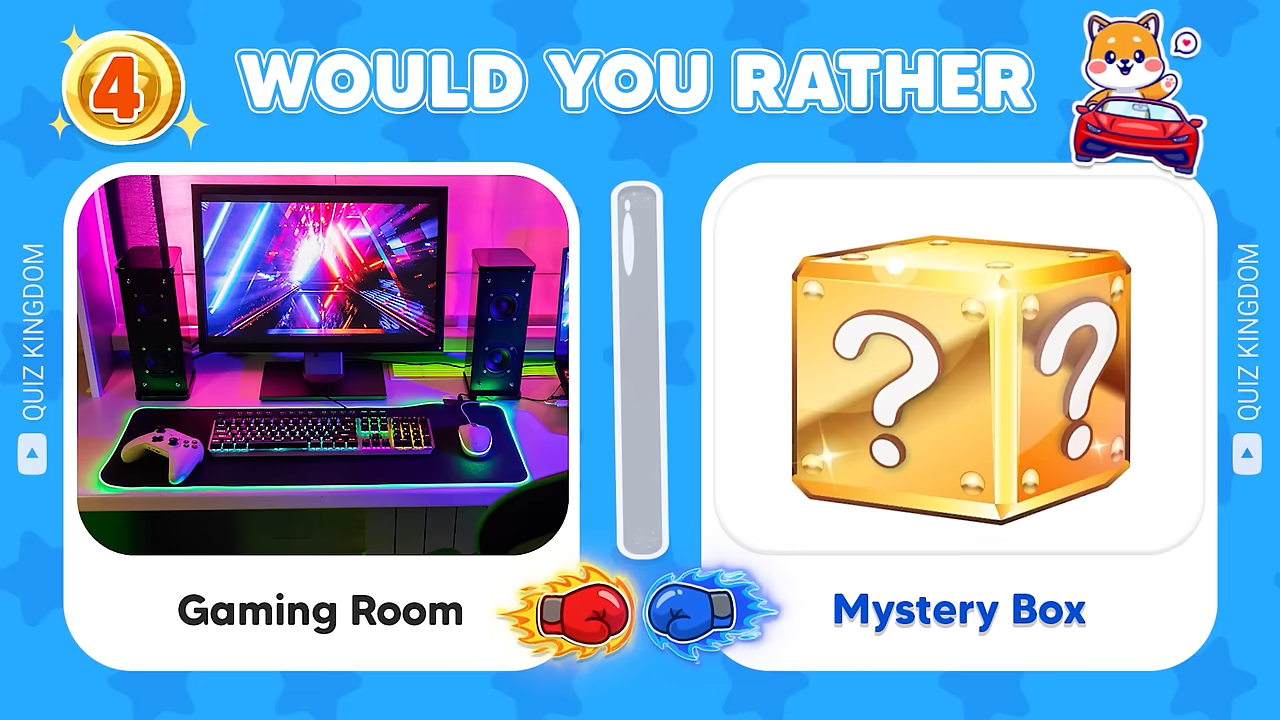 4
WOULD YOU RATHER
QUIZ KINGDOM
QUIZ KINGDOM
?
?
Gaming Room
Mystery Box